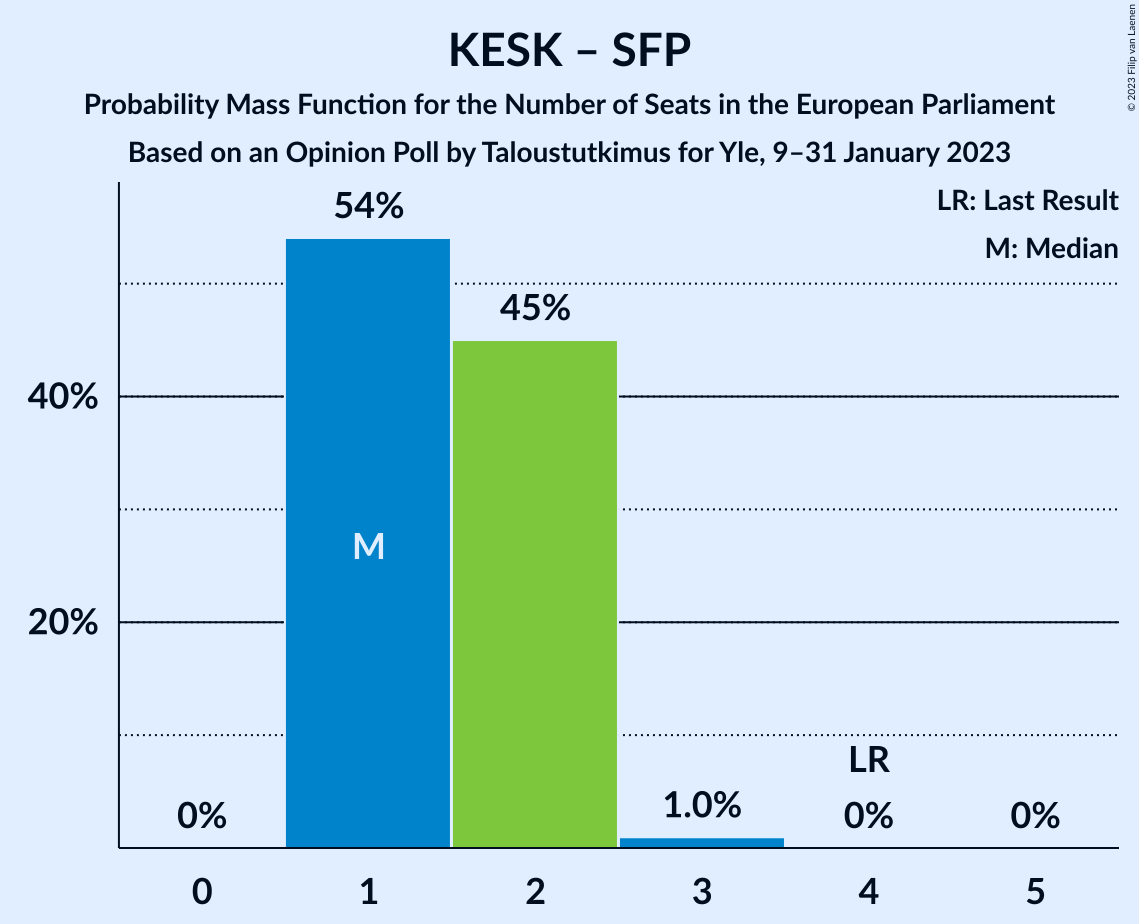 KESK – SFP
Probability Mass Function for the Number of Seats in the European Parliament
Based on an Opinion Poll by Taloustutkimus for Yle, 9–31 January 2023
© 2023 Filip van Laenen
LR: Last Result
M: Median
54%
45%
40%
M
20%
LR
0%
1.0%
0%
0%
0
1
2
3
4
5